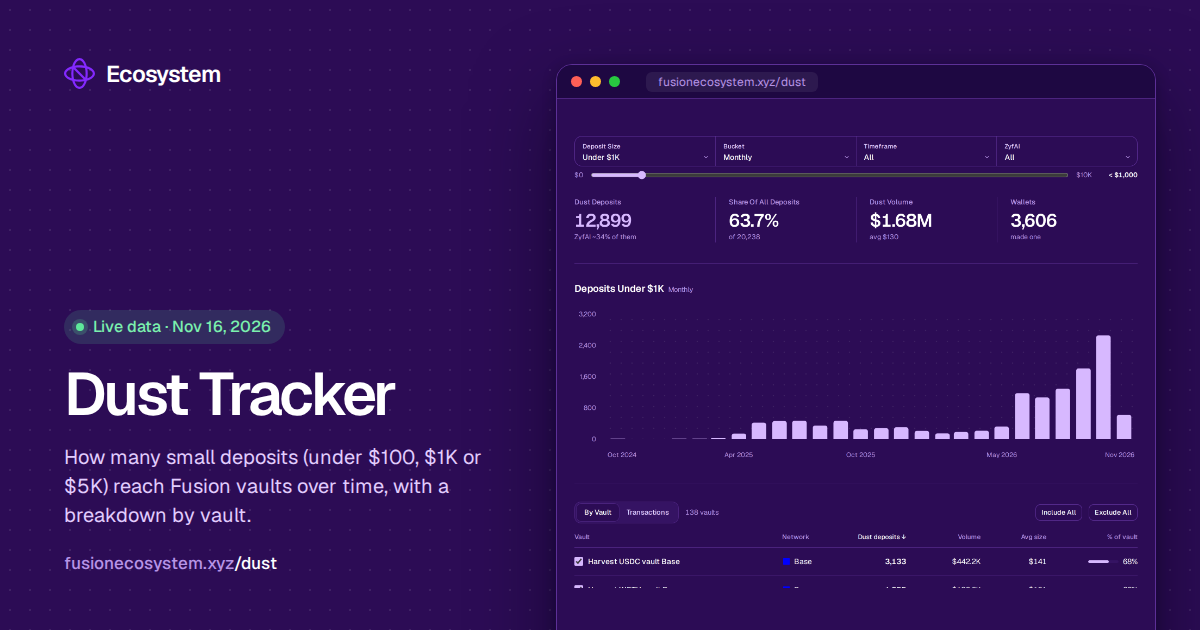 Ecosystem
Live data · Nov 16, 2026
Dust Tracker
How many small deposits (under $100, $1K or
$5K) reach Fusion vaults over time, with a
breakdown by vault.
fusionecosystem.xyz/dust
fusionecosystem.xyz/dust
Deposit Size Bucket Timeframe ZyfAI
Under $1K Monthly All All
$0 $10K < $1,000
Dust Deposits Share Of All Deposits Dust Volume Wallets
12,899 63.7% $1.68M 3,606
ZyfAI ~34% of them of 20,238 avg $130 made one
Deposits Under $1K Monthly
3,200
2,400
1,600
800
0
Oct 2024 Apr 2025 Oct 2025 May 2026 Nov 2026
By Vault Transactions 138 vaults Include All Exclude All
Vault Network Dust deposits ↓ Volume Avg size % of vault
Harvest USDC vault Base Base 3,133 $442.2K $141 68%